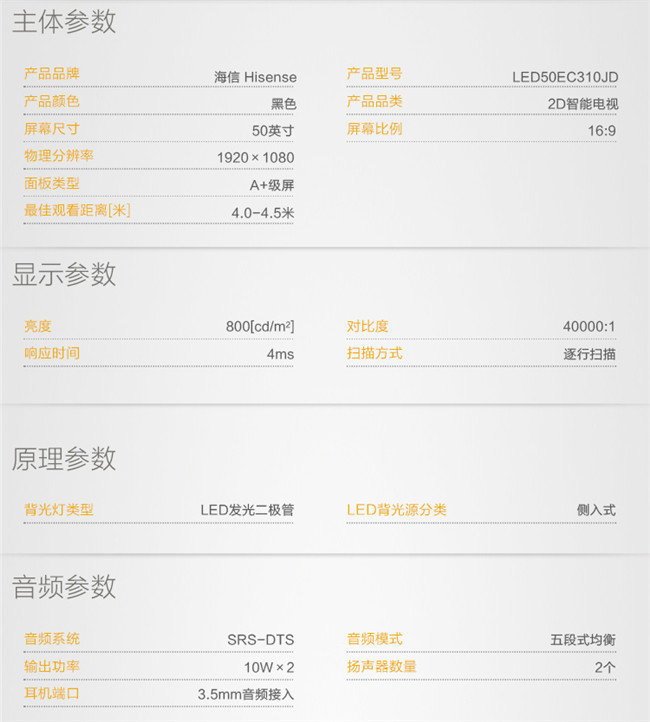 主体参数
产品品牌 海信 Hisense 产品型号 LED50EC310JD
产品颜色 黑色 产品品类 2D智能电视
屏幕尺寸 50英寸 屏幕比例 16:9
物理分辨率 1920×1080
面板类型 A+级屏
最佳观看距离[米] 4.0-4.5米
显示参数
亮度 800[cd/m²] 对比度 40000:1
响应时间 4ms 扫描方式 逐行扫描
原理参数
背光灯类型 LED发光二极管 LED背光源分类 侧入式
音频参数
音频系统 SRS-DTS 音频模式 五段式均衡
输出功率 10W×2 扬声器数量 2个
耳机端口 3.5mm音频接入